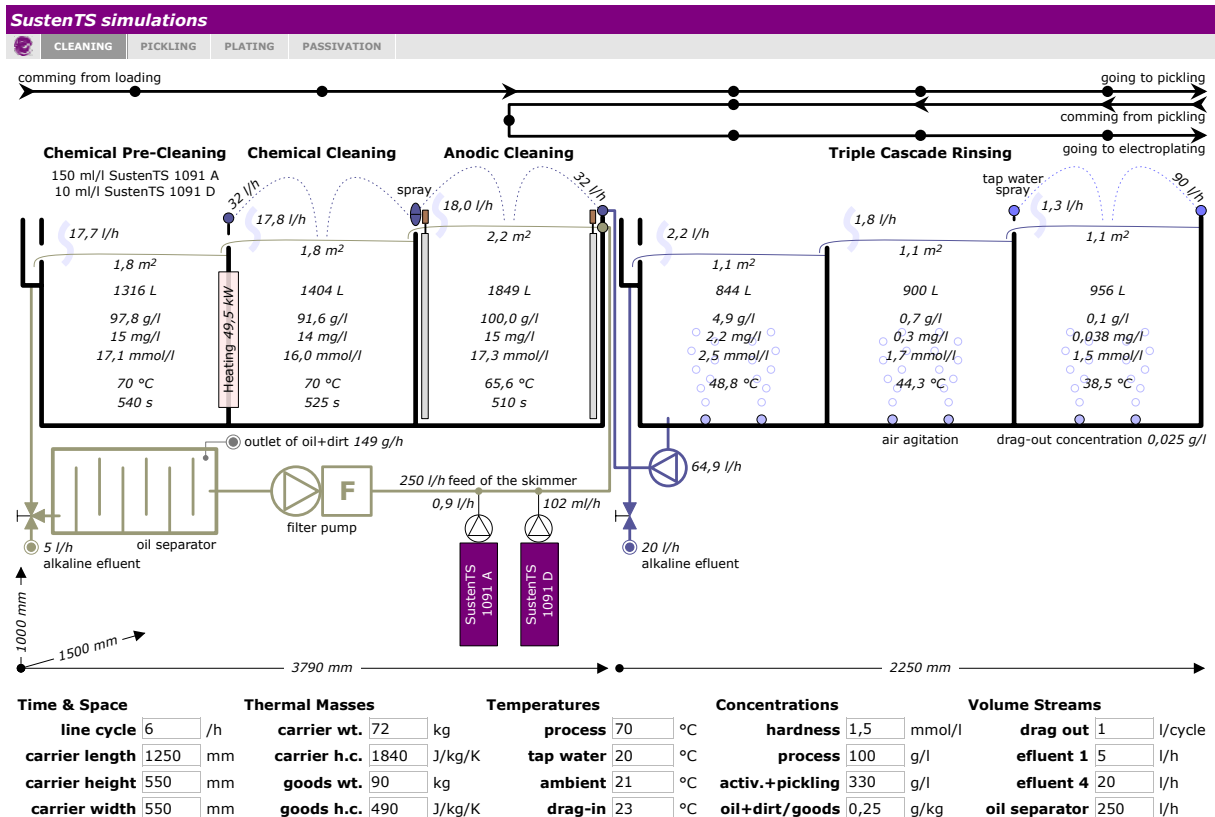 SustenTS simulations
CLEANING PICKLING PLATING PASSIVATION
comming from loading
going to pickling
comming from pickling
going to electroplating
Chemical Pre-Cleaning
150 ml/l SustenTS 1091 A
10 ml/l SustenTS 1091 D
Chemical Cleaning
Anodic Cleaning
Triple Cascade Rinsing
32 l/h
spray
32 l/h
tap water
spray
90 l/h
17,7 l/h
17,8 l/h
18,0 l/h
2,2 l/h
1,8 l/h
1,3 l/h
1,8 m²
1,8 m²
2,2 m²
1,1 m²
1,1 m²
1,1 m²
1316 L
97,8 g/l
15 mg/l
17,1 mmol/l
70 °C
540 s
Heating 49,5 kW
1404 L
91,6 g/l
14 mg/l
16,0 mmol/l
70 °C
525 s
1849 L
100,0 g/l
15 mg/l
17,3 mmol/l
65,6 °C
510 s
844 L
4,9 g/l
2,2 mg/l
2,5 mmol/l
48,8 °C
900 L
0,7 g/l
0,3 mg/l
1,7 mmol/l
44,3 °C
956 L
0,1 g/l
0,038 mg/l
1,5 mmol/l
38,5 °C
outlet of oil+dirt 149 g/h
air agitation
drag-out concentration 0,025 g/l
F
250 l/h feed of the skimmer
64,9 l/h
0,9 l/h
102 ml/h
filter pump
oil separator
5 l/h
alkaline efluent
20 l/h
alkaline efluent
SustenTS
1091 A
SustenTS
1091 D
1000 mm
1500 mm
3790 mm
2250 mm
Time & Space
line cycle 6 /h
carrier length 1250 mm
carrier height 550 mm
carrier width 550 mm
Thermal Masses
carrier wt. 72 kg
carrier h.c. 1840 J/kg/K
goods wt. 90 kg
goods h.c. 490 J/kg/K
Temperatures
process 70 °C
tap water 20 °C
ambient 21 °C
drag-in 23 °C
Concentrations
hardness 1,5 mmol/l
process 100 g/l
activ.+pickling 330 g/l
oil+dirt/goods 0,25 g/kg
Volume Streams
drag out 1 l/cycle
efluent 1 5 l/h
efluent 4 20 l/h
oil separator 250 l/h